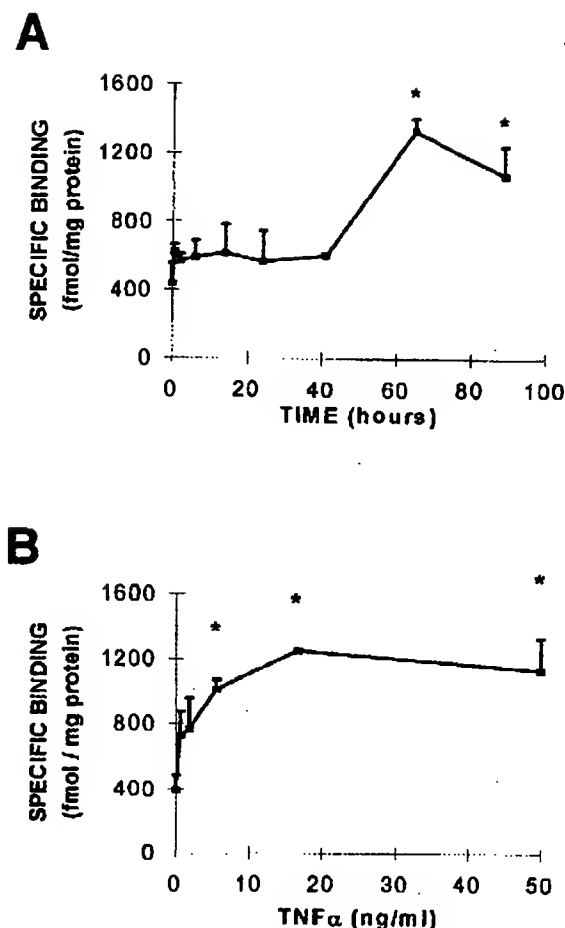 A
SPECIFIC BINDING
(fmol/mg protein)
1600
1200
800
400
0
* *
0 20 40 60 80 100
TIME (hours)
B
SPECIFIC BINDING
(fmol / mg protein)
1600
1200
800
400
0
* * *
0 10 20 30 40 50
TNFα (ng/ml)